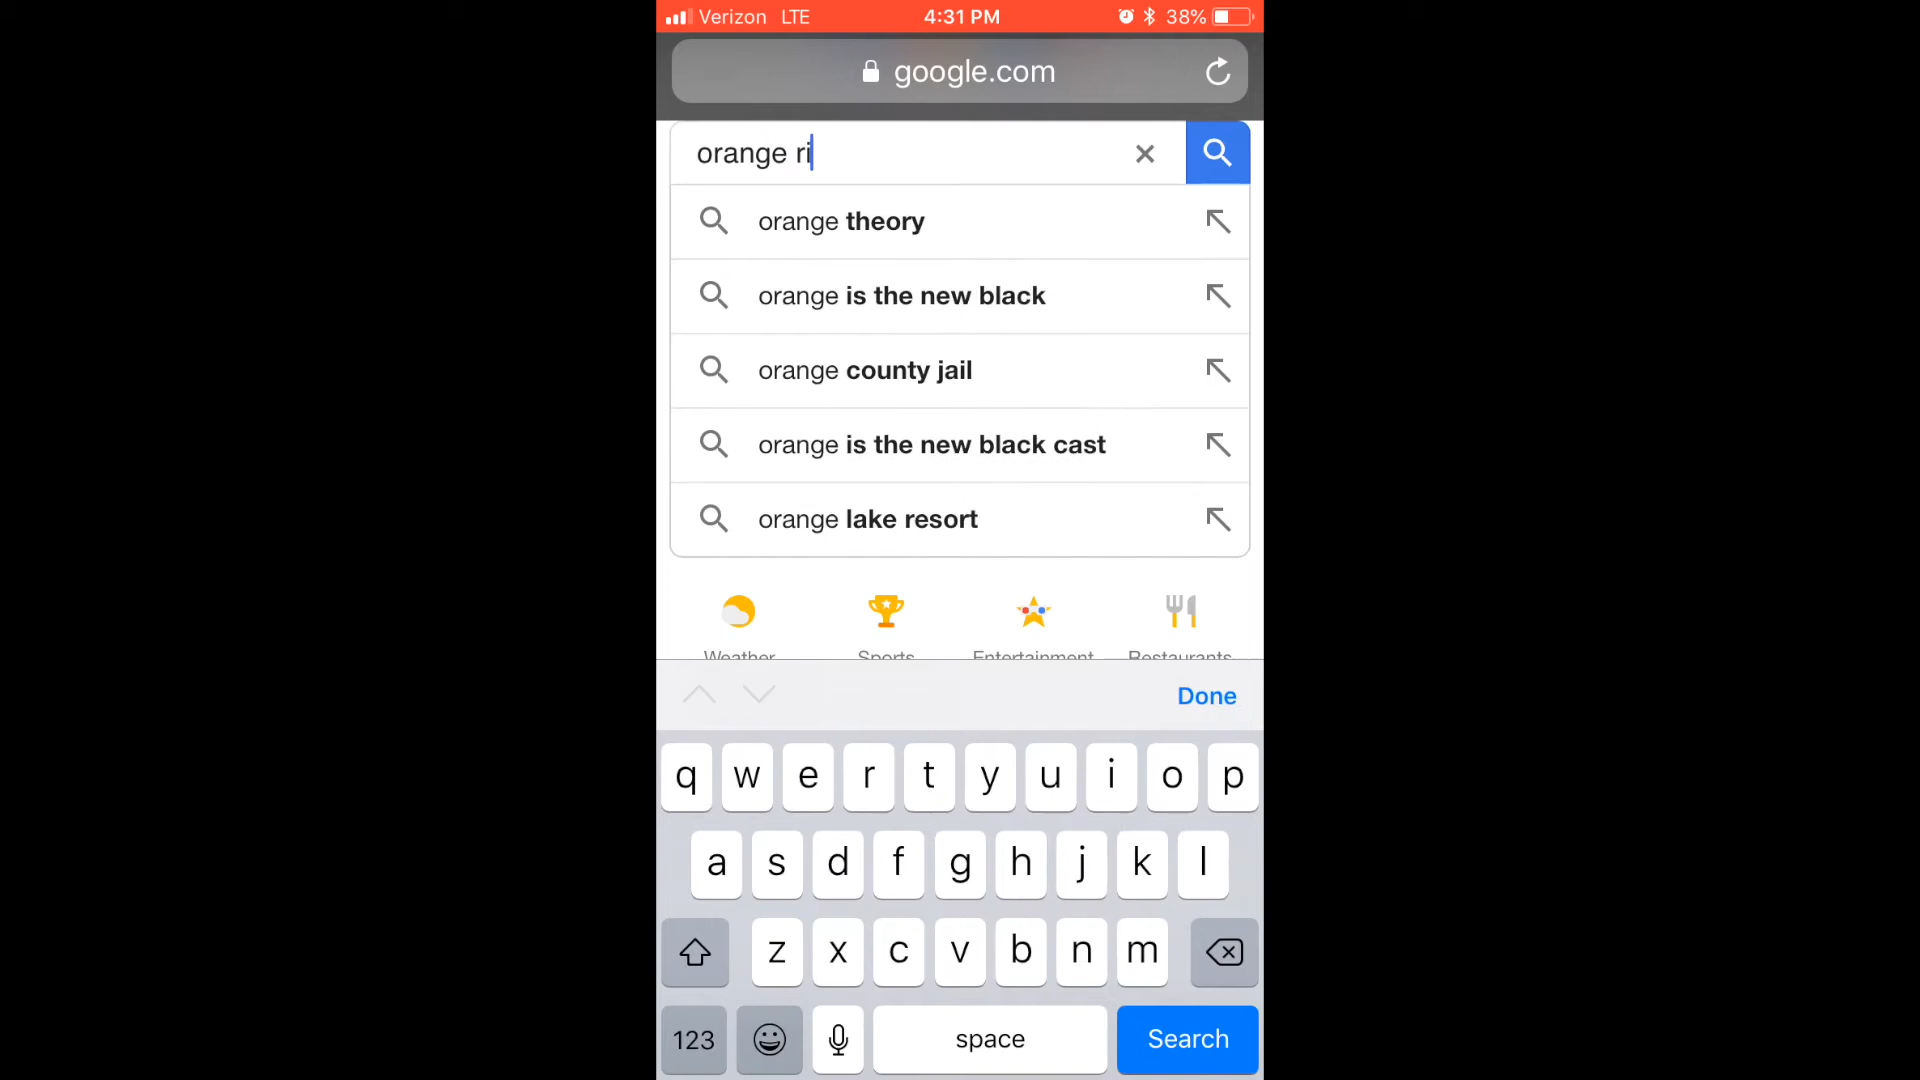 Verizon LTE 4:31 PM 38%
google.com
orange ri
orange theory
orange is the new black
orange county jail
orange is the new black cast
orange lake resort
Weather Sports Entertainment Restaurants
Done
q w e r t y u i o p
a s d f g h j k l
z x c v b n m
123 space Search